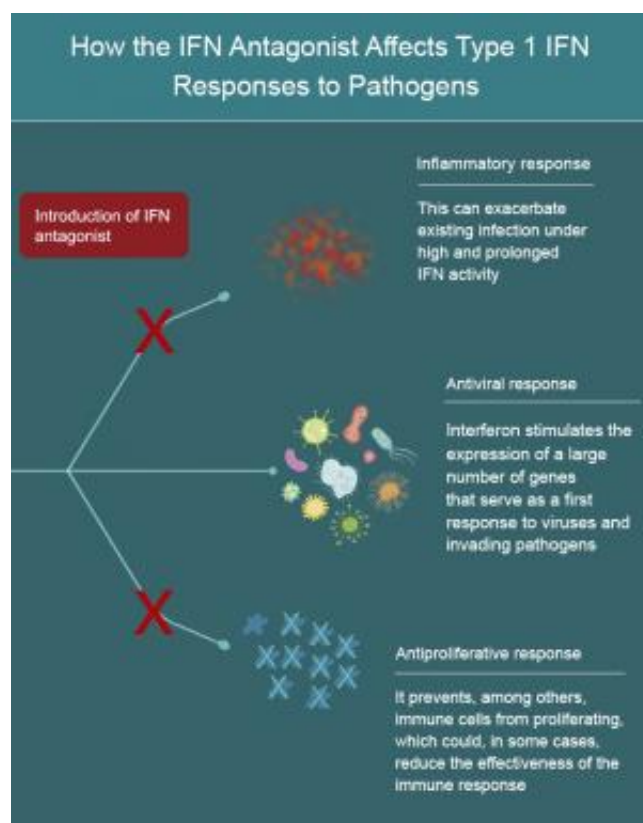 How the IFN Antagonist Affects Type 1 IFN
Responses to Pathogens
Introduction of IFN
antagonist
X
Inflammatory response
This can exacerbate
existing infection under
high and prolonged
IFN activity
Antiviral response
Interferon stimulates the
expression of a large
number of genes
that serve as a first
response to viruses and
invading pathogens
X
Antiproliferative response
It prevents, among others,
immune cells from proliferating,
which could, in some cases,
reduce the effectiveness of the
immune response